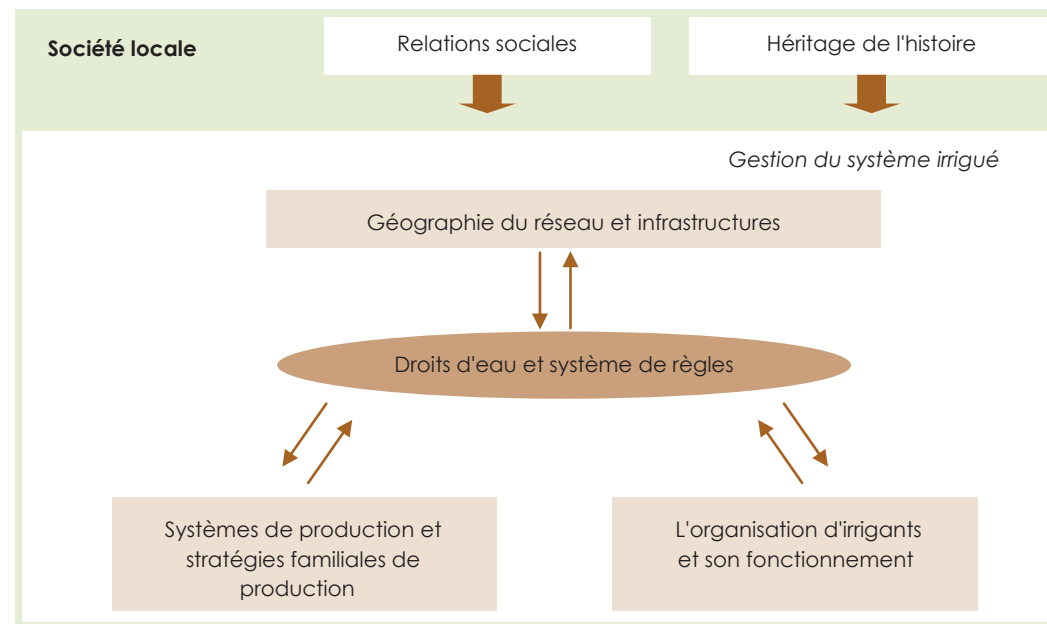 Société locale
Relations sociales
Héritage de l'histoire
Gestion du système irrigué
Géographie du réseau et infrastructures
Droits d'eau et système de règles
Systèmes de production et
stratégies familiales de
production
L'organisation d'irrigants
et son fonctionnement